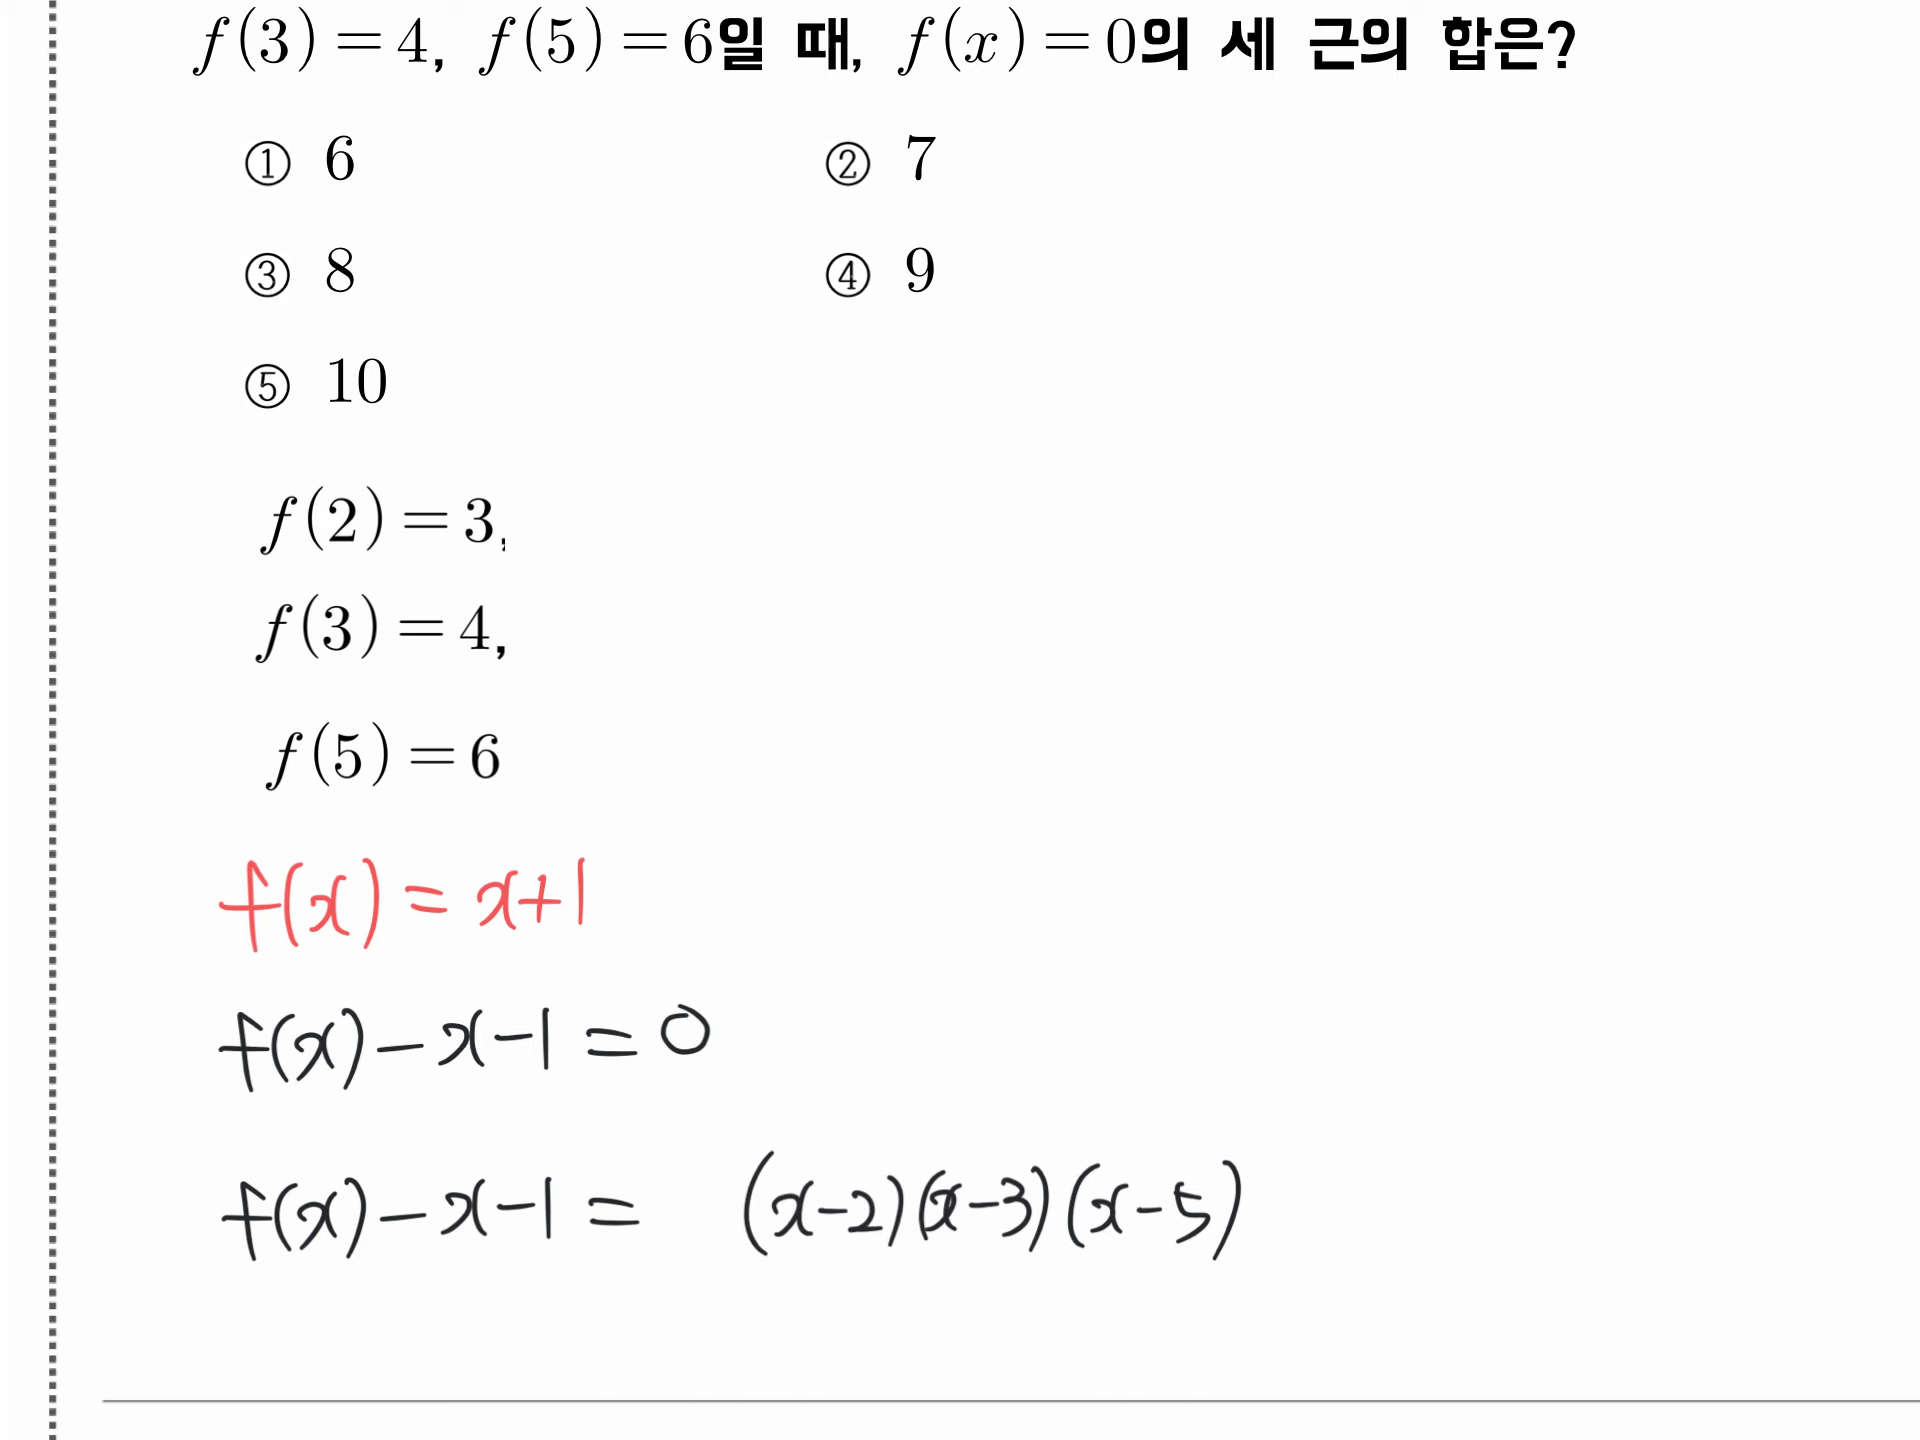 f(3)=4, f(5)=6일 때, f(x)=0의 세 근의 합은?
① 6 ② 7
③ 8 ④ 9
⑤ 10
f(2)=3,
f(3)=4,
f(5)=6
f(x) = x+1
f(x)-x-1=0
f(x)-x-1= (x-2)(x-3)(x-5)